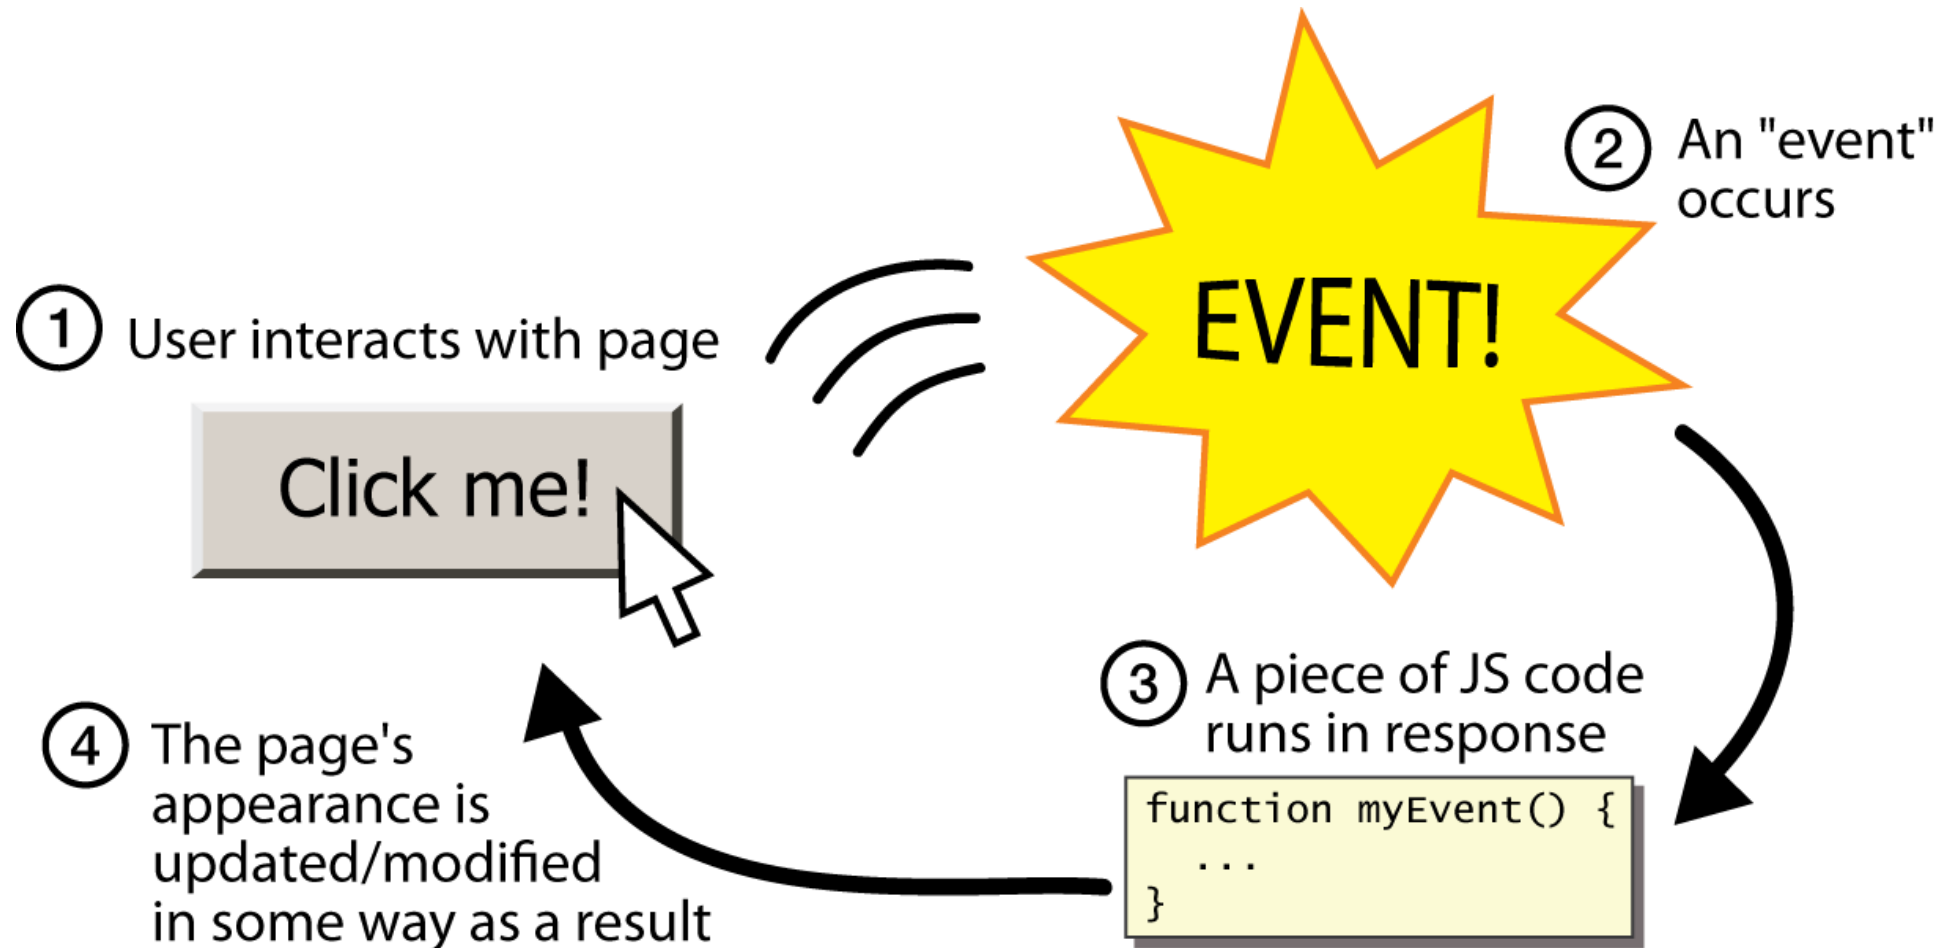 1 User interacts with page
Click me!
EVENT!
2 An "event"
occurs
3 A piece of JS code
runs in response
function myEvent() {
...
}
4 The page's
appearance is
updated/modified
in some way as a result